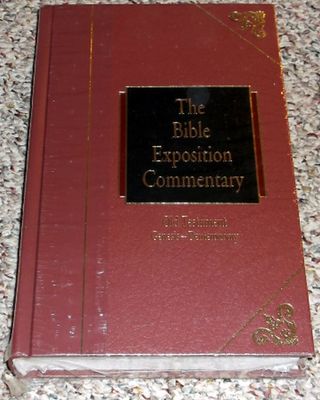 The
Bible
Exposition
Commentary
Old Testament
Genesis—Deuteronomy